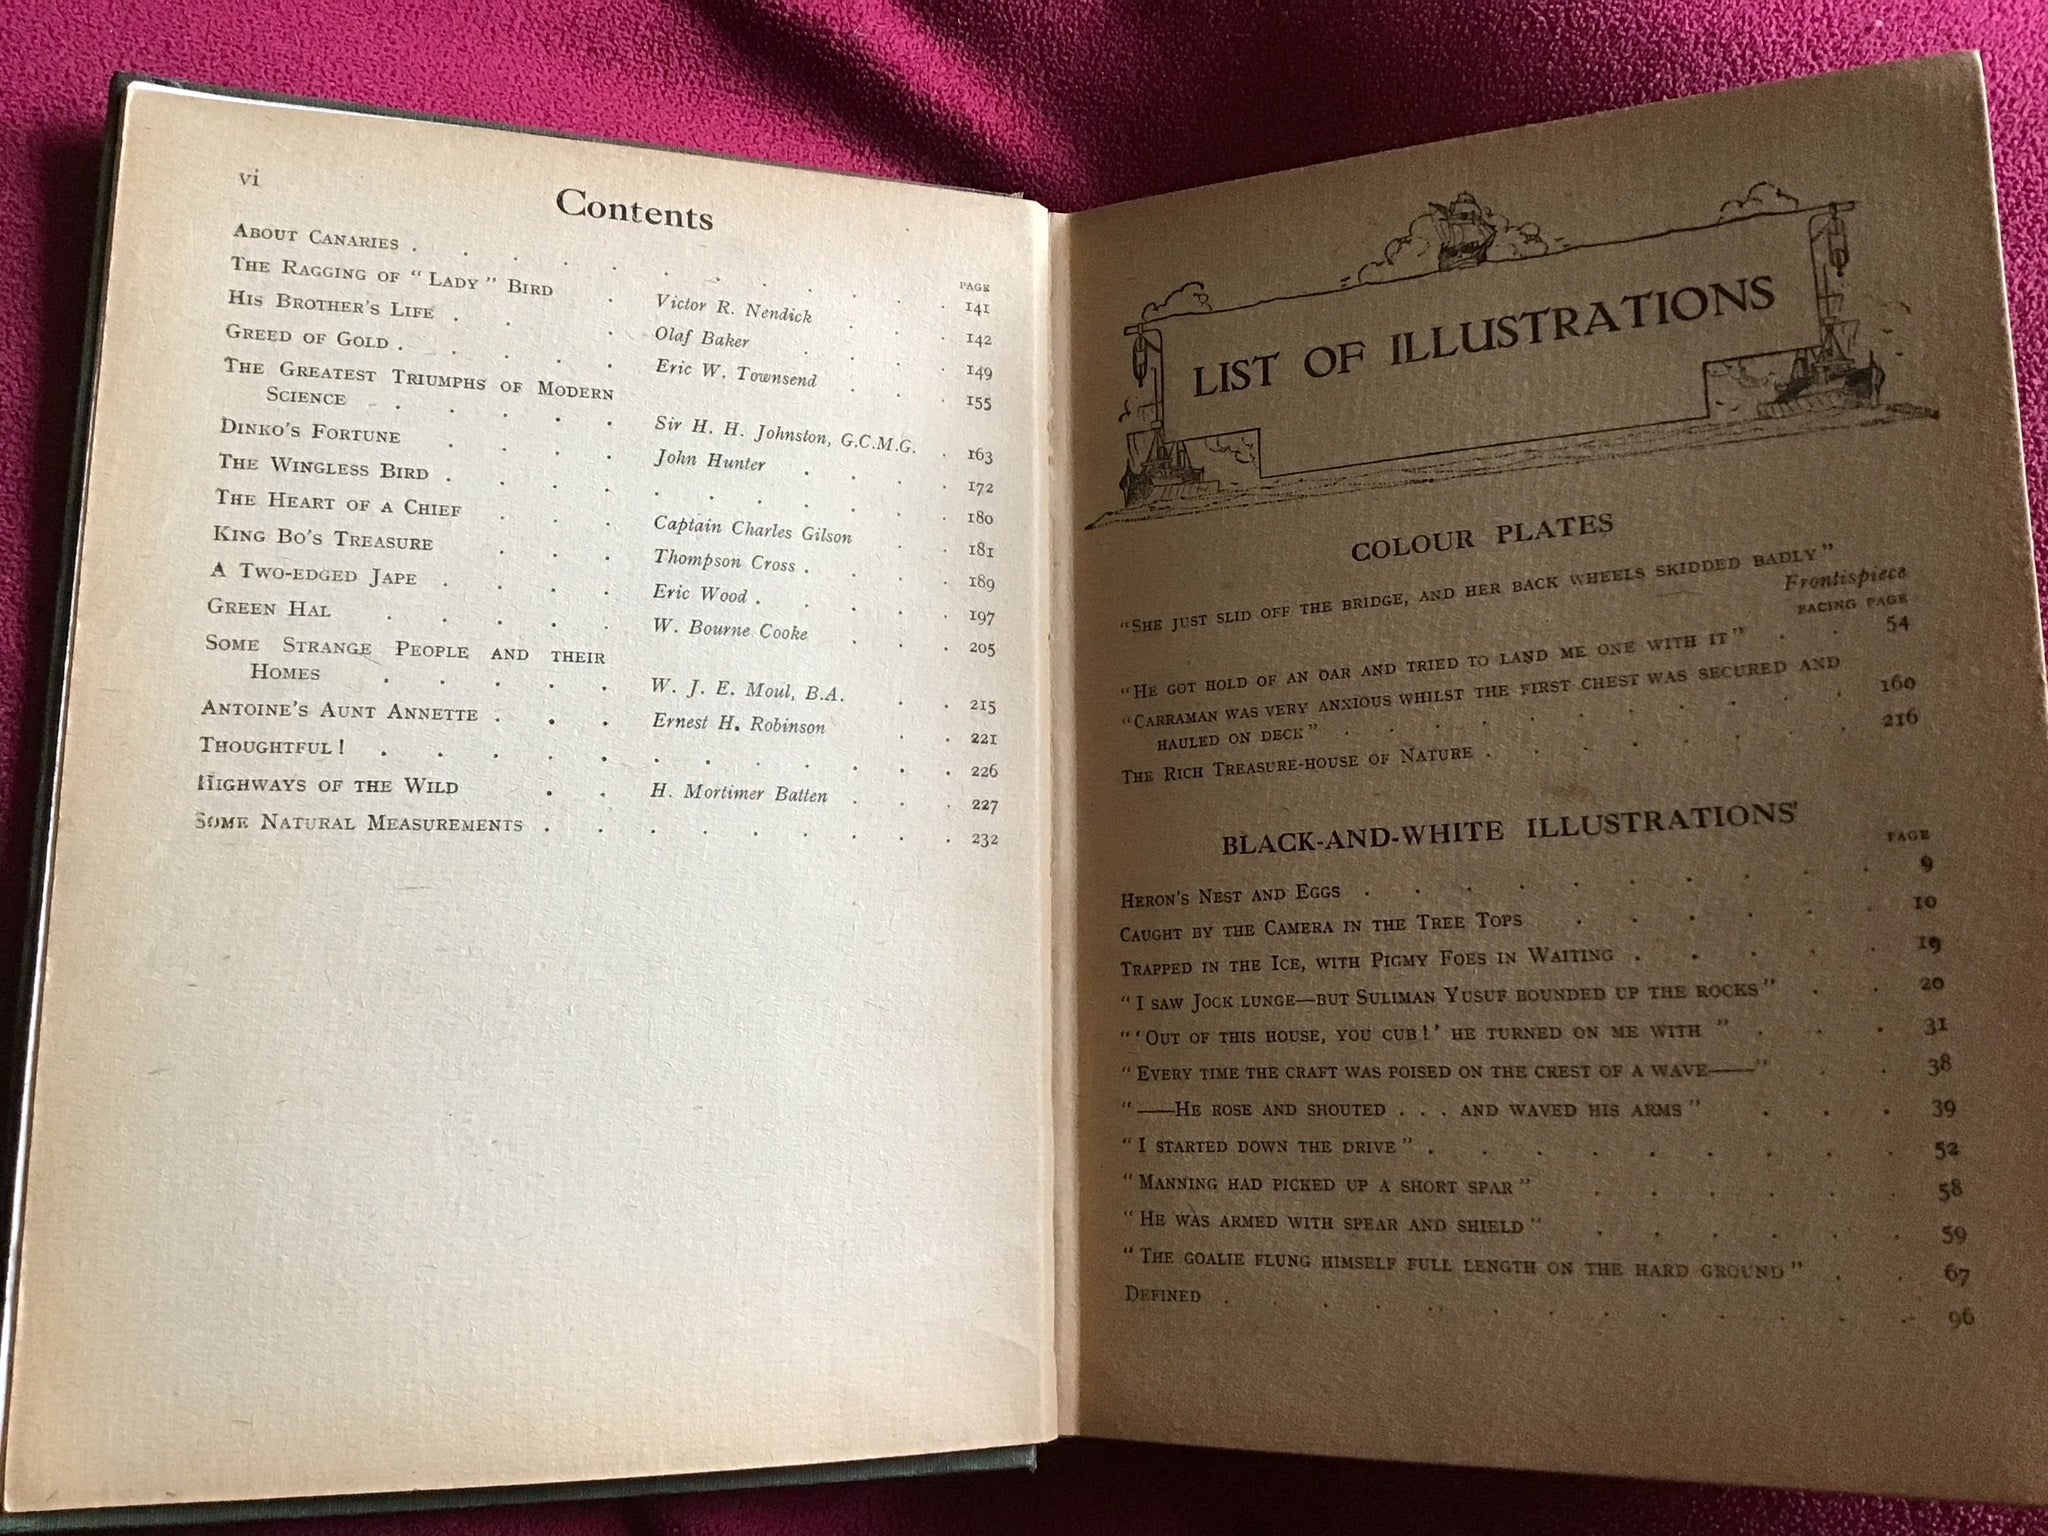 vi
Contents
PAGE
ABOUT CANARIES . . . . . . . . . . . 141
THE RAGGING OF “LADY” BIRD . Victor R. Nendick . . . 142
HIS BROTHER'S LIFE . . . . Olaf Baker . . . . 149
GREED OF GOLD . . . . . Eric W. Townsend . . . 155
THE GREATEST TRIUMPHS OF MODERN
SCIENCE . . . . . Sir H. H. Johnston, G.C.M.G. . 163
DINKO'S FORTUNE . . . . John Hunter . . . . 172
THE WINGLESS BIRD . . . . . . . . . . 180
THE HEART OF A CHIEF . . . Captain Charles Gilson . . 181
KING BO'S TREASURE . . . Thompson Cross . . . . 189
A TWO-EDGED JAPE . . . . Eric Wood . . . . . 197
GREEN HAL . . . . . W. Bourne Cooke . . . 205
SOME STRANGE PEOPLE AND THEIR
HOMES . . . . . W. J. E. Moul, B.A. . . 215
ANTOINE'S AUNT ANNETTE . . . Ernest H. Robinson . . 221
THOUGHTFUL! . . . . . . . . . . . . 226
HIGHWAYS OF THE WILD . . H. Mortimer Batten . . . 227
SOME NATURAL MEASUREMENTS . . . . . . . . . 232
LIST OF ILLUSTRATIONS
COLOUR PLATES
“SHE JUST SLID OFF THE BRIDGE, AND HER BACK WHEELS SKIDDED BADLY”
Frontispiece
FACING PAGE
“HE GOT HOLD OF AN OAR AND TRIED TO LAND ME ONE WITH IT” . . 54
“CARRAMAN WAS VERY ANXIOUS WHILST THE FIRST CHEST WAS SECURED AND
HAULED ON DECK” . . . . . . . . . 160
THE RICH TREASURE-HOUSE OF NATURE . . . . . . . 216
BLACK-AND-WHITE ILLUSTRATIONS
PAGE
HERON'S NEST AND EGGS . . . . . . . . . . 9
CAUGHT BY THE CAMERA IN THE TREE TOPS . . . . . . 10
TRAPPED IN THE ICE, WITH PIGMY FOES IN WAITING . . . . . 19
“I SAW JOCK LUNGE—BUT SULIMAN YUSUF BOUNDED UP THE ROCKS” . . 20
“‘OUT OF THIS HOUSE, YOU CUB!’ HE TURNED ON ME WITH ” . . . 31
“EVERY TIME THE CRAFT WAS POISED ON THE CREST OF A WAVE——” . . 38
“——HE ROSE AND SHOUTED . . . AND WAVED HIS ARMS” . . . 39
“I STARTED DOWN THE DRIVE” . . . . . . . . . 52
“MANNING HAD PICKED UP A SHORT SPAR” . . . . . . 58
“HE WAS ARMED WITH SPEAR AND SHIELD” . . . . . . 59
“THE GOALIE FLUNG HIMSELF FULL LENGTH ON THE HARD GROUND” . . 67
DEFINED . . . . . . . . . . . . . 96